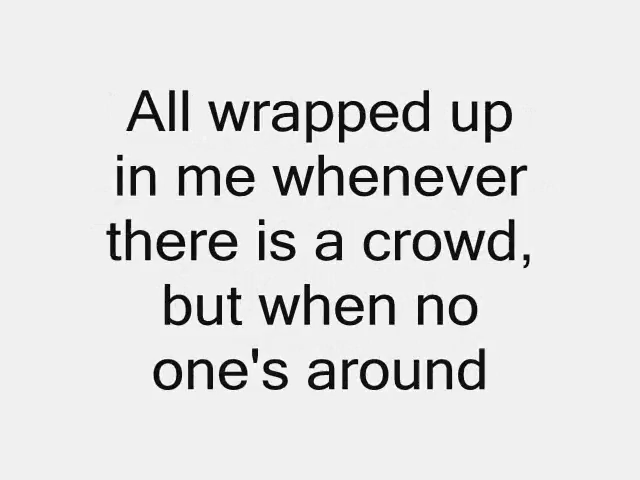 All wrapped up
in me whenever
there is a crowd,
but when no
one's around